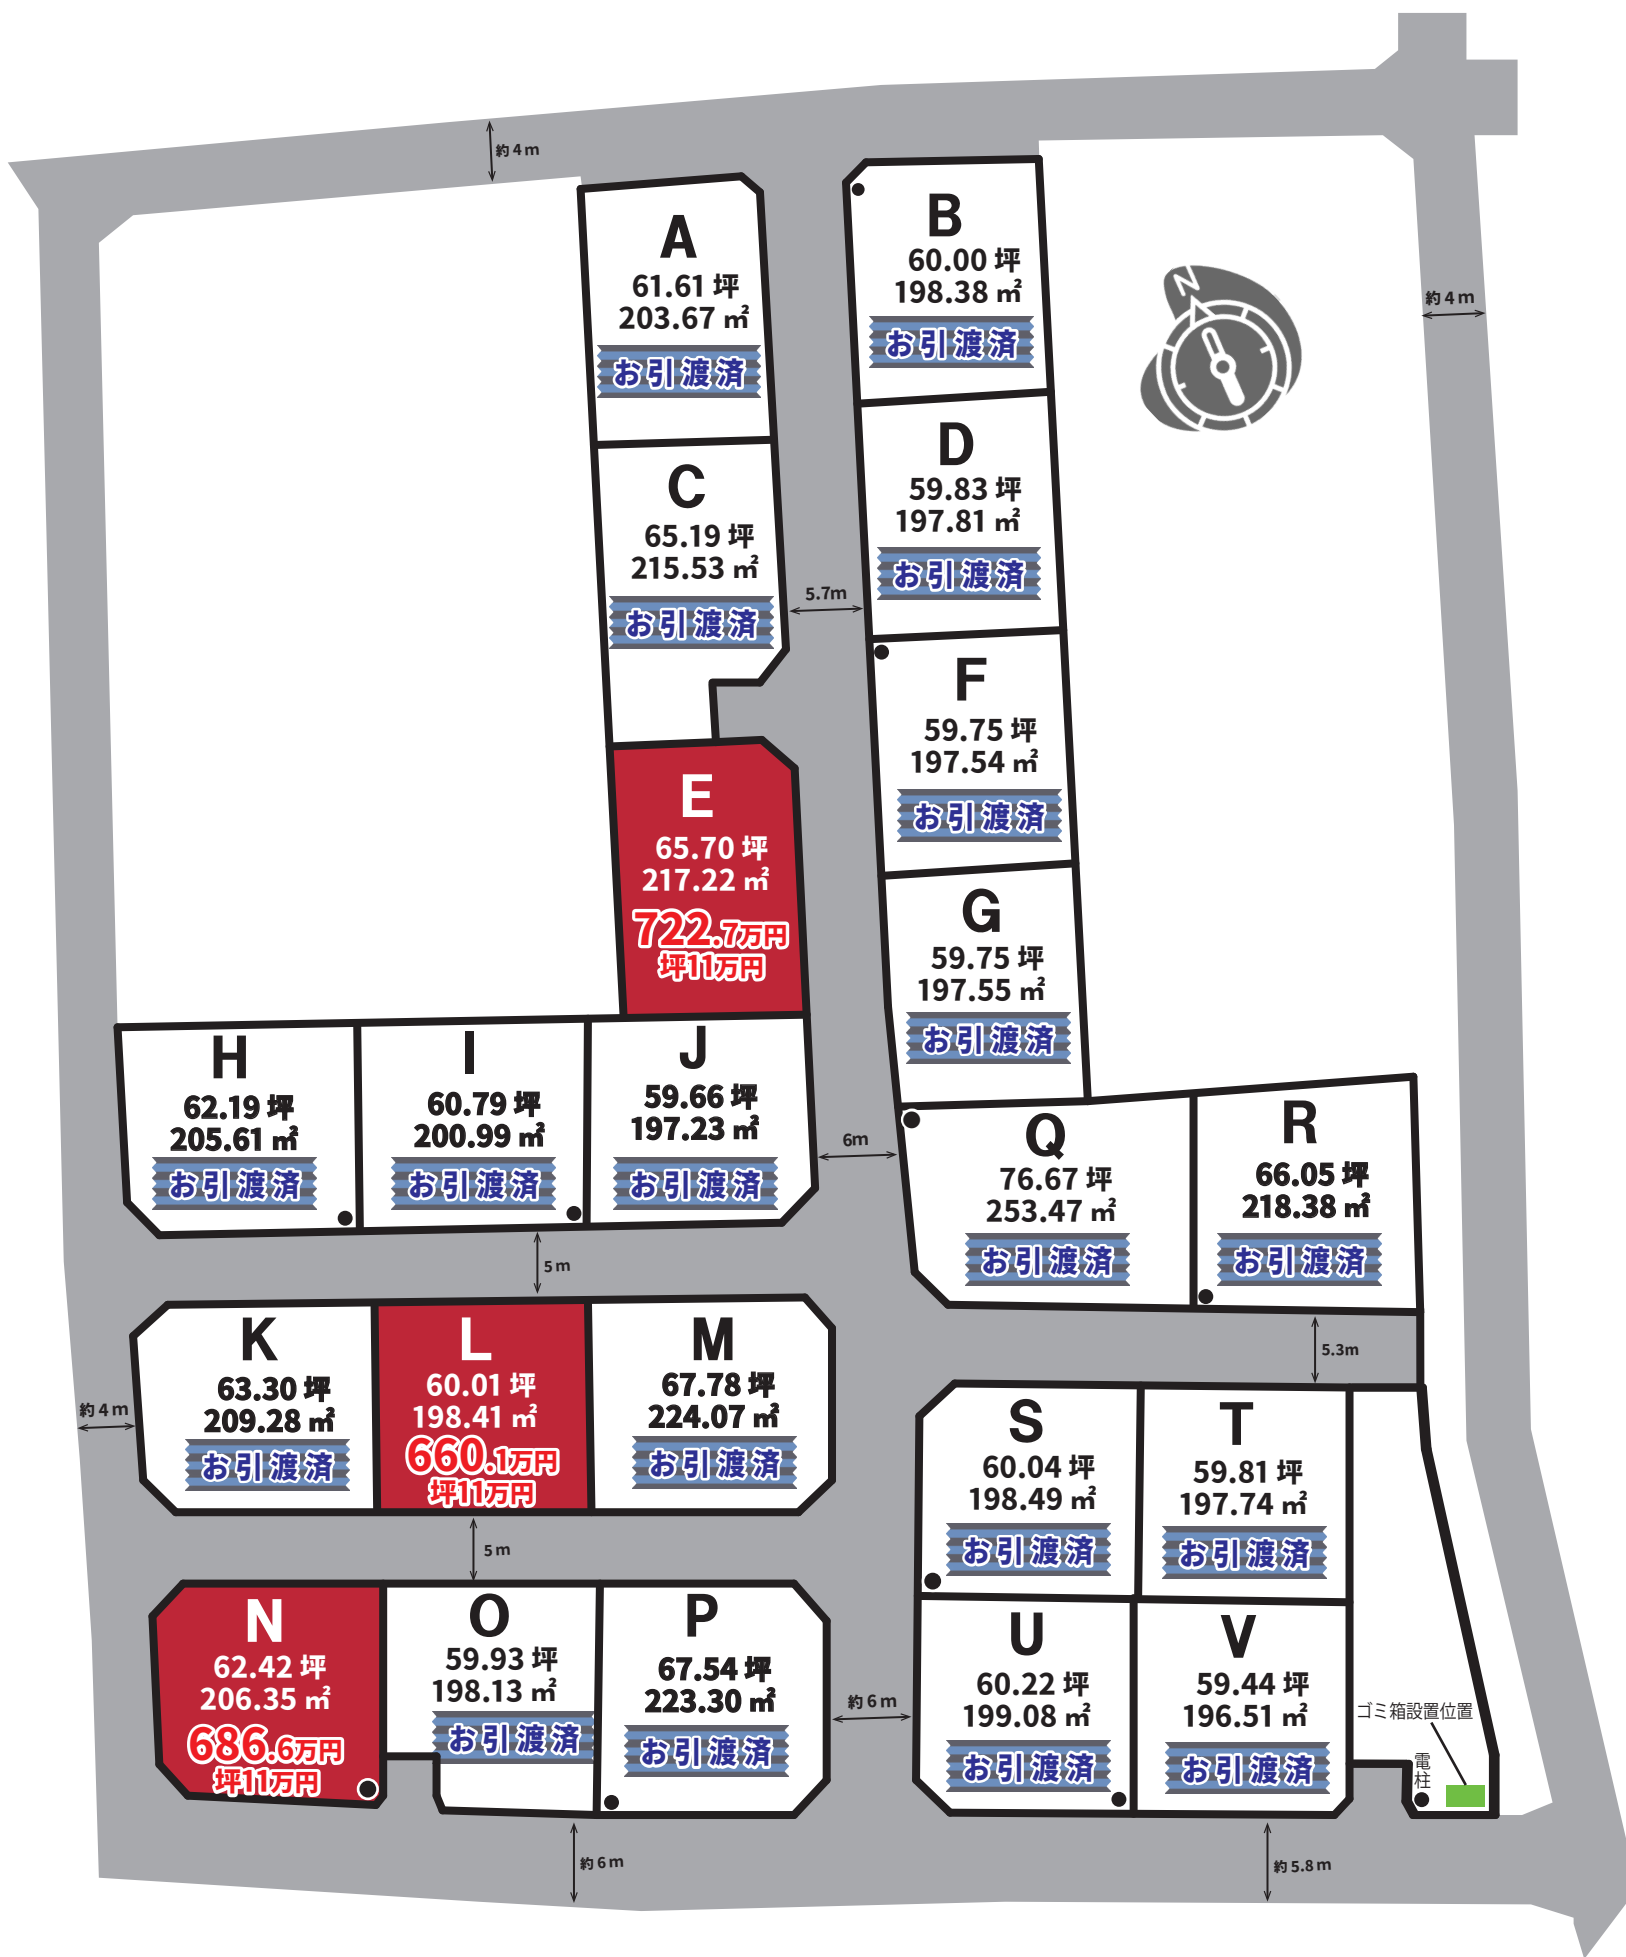 約4m
A
61.61 坪
203.67 ㎡
お引渡済
B
60.00 坪
198.38 ㎡
お引渡済
N
約4m
C
65.19 坪
215.53 ㎡
お引渡済
D
59.83 坪
197.81 ㎡
お引渡済
5.7m
E
65.70 坪
217.22 ㎡
722.7万円
坪11万円
F
59.75 坪
197.54 ㎡
お引渡済
G
59.75 坪
197.55 ㎡
お引渡済
H
62.19 坪
205.61 ㎡
お引渡済
I
60.79 坪
200.99 ㎡
お引渡済
J
59.66 坪
197.23 ㎡
お引渡済
6m
Q
76.67 坪
253.47 ㎡
お引渡済
R
66.05 坪
218.38 ㎡
お引渡済
5m
5.3m
K
63.30 坪
209.28 ㎡
お引渡済
L
60.01 坪
198.41 ㎡
660.1万円
坪11万円
M
67.78 坪
224.07 ㎡
お引渡済
約4m
S
60.04 坪
198.49 ㎡
お引渡済
T
59.81 坪
197.74 ㎡
お引渡済
5m
N
62.42 坪
206.35 ㎡
686.6万円
坪11万円
O
59.93 坪
198.13 ㎡
お引渡済
P
67.54 坪
223.30 ㎡
お引渡済
約6m
U
60.22 坪
199.08 ㎡
お引渡済
V
59.44 坪
196.51 ㎡
お引渡済
ゴミ箱設置位置
電柱
約6m
約5.8m